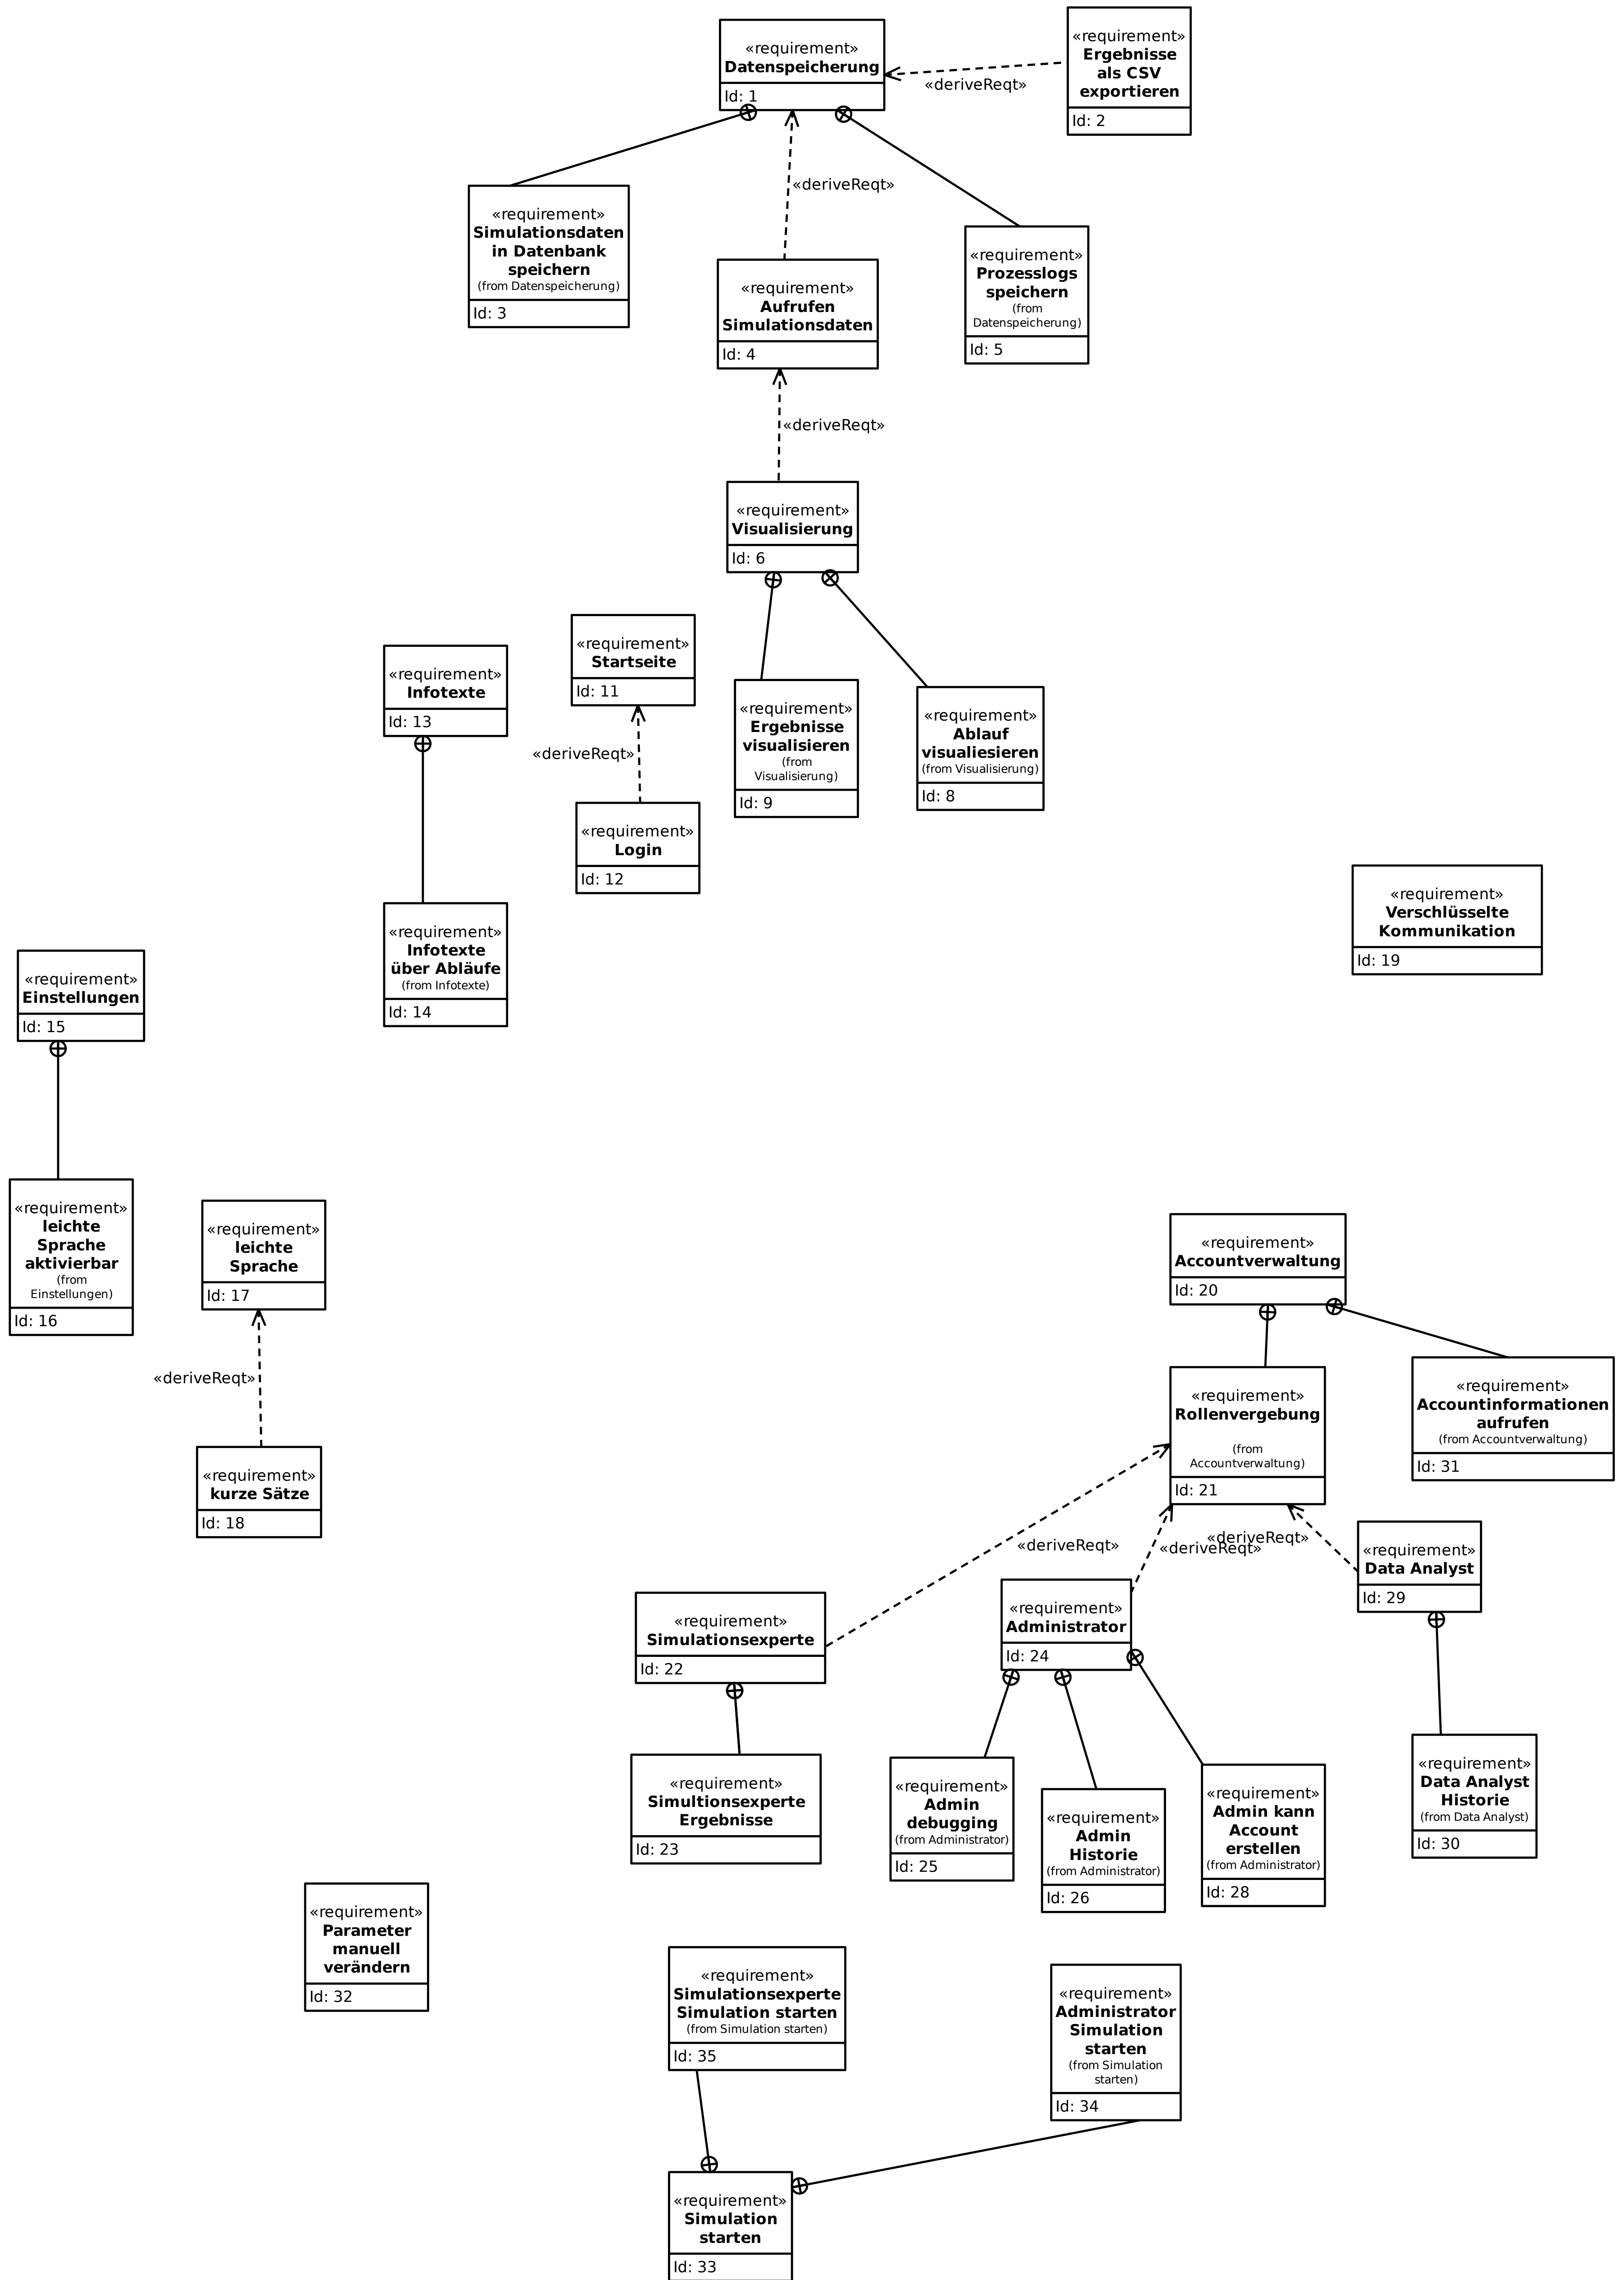 «requirement»
Datenspeicherung
Id: 1
«requirement»
Ergebnisse
als CSV
exportieren
Id: 2
«deriveReqt»
«deriveReqt»
«requirement»
Simulationsdaten
in Datenbank
speichern
(from Datenspeicherung)
Id: 3
«requirement»
Aufrufen
Simulationsdaten
Id: 4
«requirement»
Prozesslogs
speichern
(from
Datenspeicherung)
Id: 5
«deriveReqt»
«requirement»
Visualisierung
Id: 6
«requirement»
Infotexte
Id: 13
«requirement»
Startseite
Id: 11
«deriveReqt»
«requirement»
Login
Id: 12
«requirement»
Ergebnisse
visualisieren
(from
Visualisierung)
Id: 9
«requirement»
Ablauf
visualiesieren
(from Visualisierung)
Id: 8
«requirement»
Verschlüsselte
Kommunikation
Id: 19
«requirement»
Infotexte
über Abläufe
(from Infotexte)
Id: 14
«requirement»
Einstellungen
Id: 15
«requirement»
leichte
Sprache
aktivierbar
(from
Einstellungen)
Id: 16
«requirement»
leichte
Sprache
Id: 17
«deriveReqt»
«requirement»
kurze Sätze
Id: 18
«requirement»
Accountverwaltung
Id: 20
«requirement»
Rollenvergebung
(from
Accountverwaltung)
Id: 21
«requirement»
Accountinformationen
aufrufen
(from Accountverwaltung)
Id: 31
«deriveReqt»
«deriveReqt»
«deriveReqt»
«requirement»
Data Analyst
Id: 29
«requirement»
Simulationsexperte
Id: 22
«requirement»
Administrator
Id: 24
«requirement»
Simultionsexperte
Ergebnisse
Id: 23
«requirement»
Admin
debugging
(from Administrator)
Id: 25
«requirement»
Admin
Historie
(from Administrator)
Id: 26
«requirement»
Admin kann
Account
erstellen
(from Administrator)
Id: 28
«requirement»
Data Analyst
Historie
(from Data Analyst)
Id: 30
«requirement»
Parameter
manuell
verändern
Id: 32
«requirement»
Simulationsexperte
Simulation starten
(from Simulation starten)
Id: 35
«requirement»
Administrator
Simulation
starten
(from Simulation
starten)
Id: 34
«requirement»
Simulation
starten
Id: 33